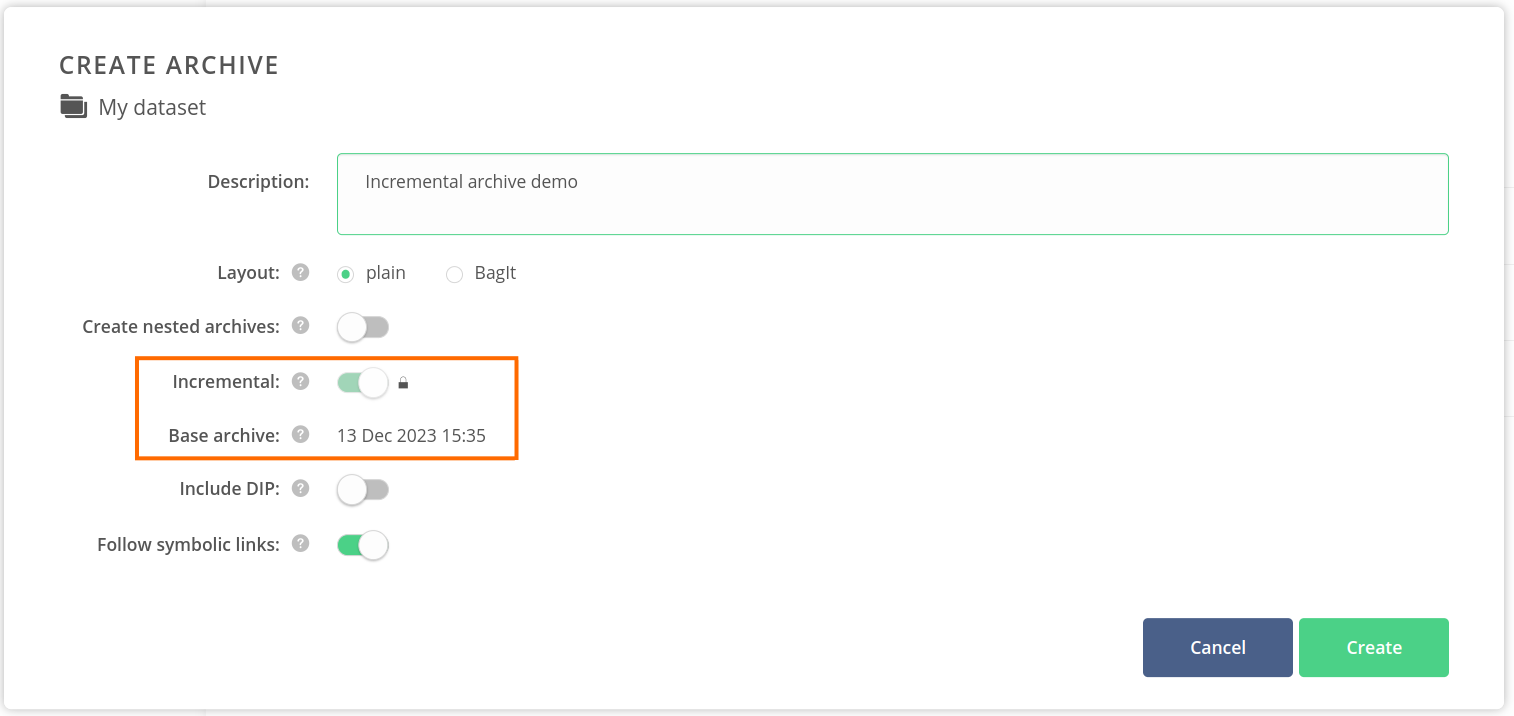 CREATE ARCHIVE
My dataset
Description: Incremental archive demo
Layout: ? plain BagIt
Create nested archives: ?
Incremental: ?
Base archive: ? 13 Dec 2023 15:35
Include DIP: ?
Follow symbolic links: ?
Cancel Create